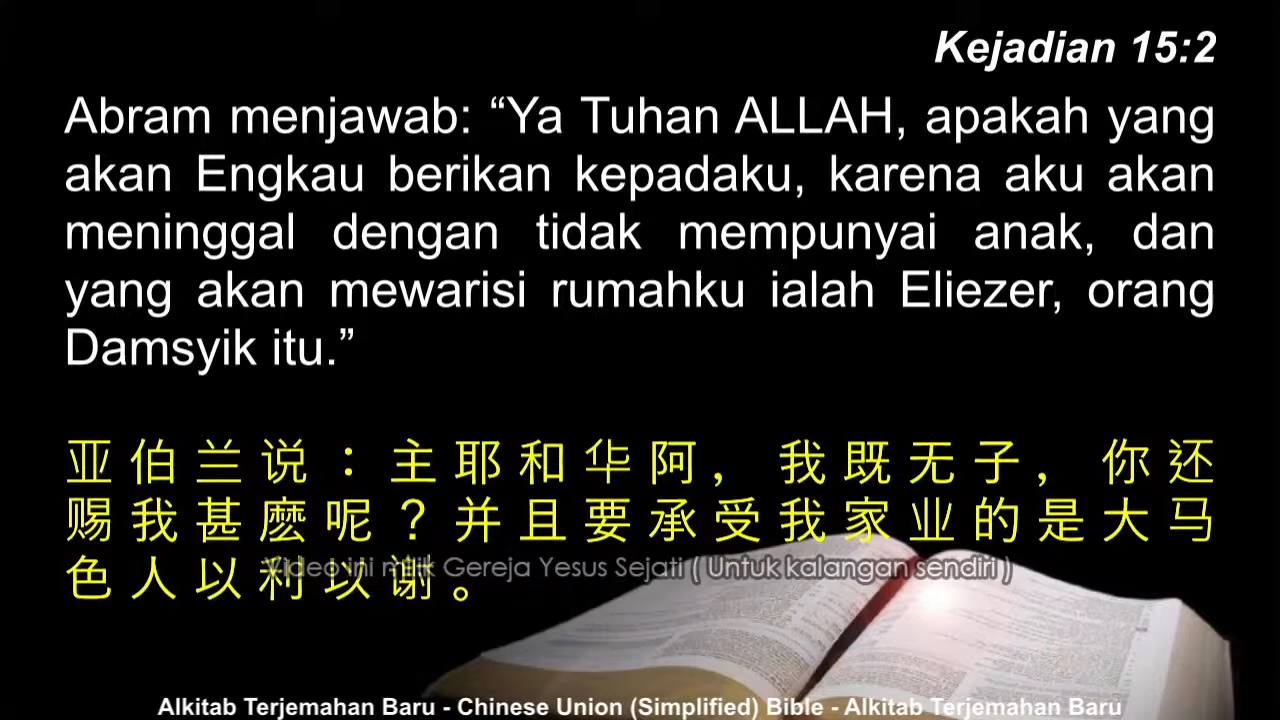 Kejadian 15:2
Abram menjawab: “Ya Tuhan ALLAH, apakah yang
akan Engkau berikan kepadaku, karena aku akan
meninggal dengan tidak mempunyai anak, dan
yang akan mewarisi rumahku ialah Eliezer, orang
Damsyik itu.”
亚伯兰说：主耶和华阿，我既无子，你还
赐我甚麽呢？并且要承受我家业的是大马
色人以利以谢。
Video ini milik Gereja Yesus Sejati ( Untuk kalangan sendiri )
Alkitab Terjemahan Baru - Chinese Union (Simplified) Bible - Alkitab Terjemahan Baru